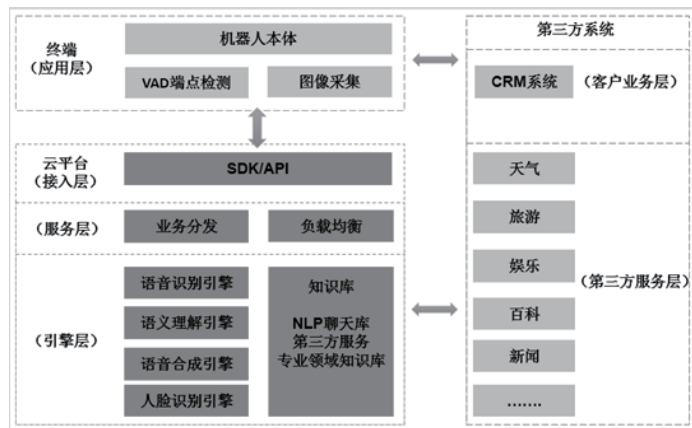 终端
（应用层）
机器人本体
VAD端点检测
图像采集
云平台
（接入层）
SDK/API
（服务层）
业务分发
负载均衡
（引擎层）
语音识别引擎
语义理解引擎
语音合成引擎
人脸识别引擎
知识库
NLP聊天库
第三方服务
专业领域知识库
第三方系统
CRM系统
（客户业务层）
天气
旅游
娱乐
百科
新闻
.......
（第三方服务层）